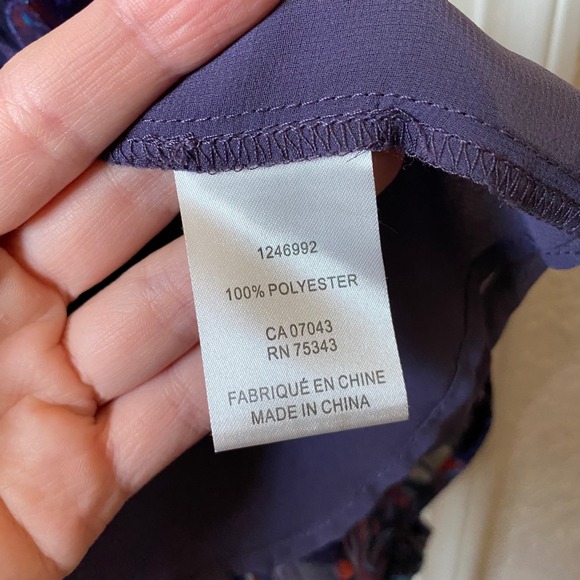 1246992
100% POLYESTER
CA 07043
RN 75343
FABRIQUÉ EN CHINE
MADE IN CHINA